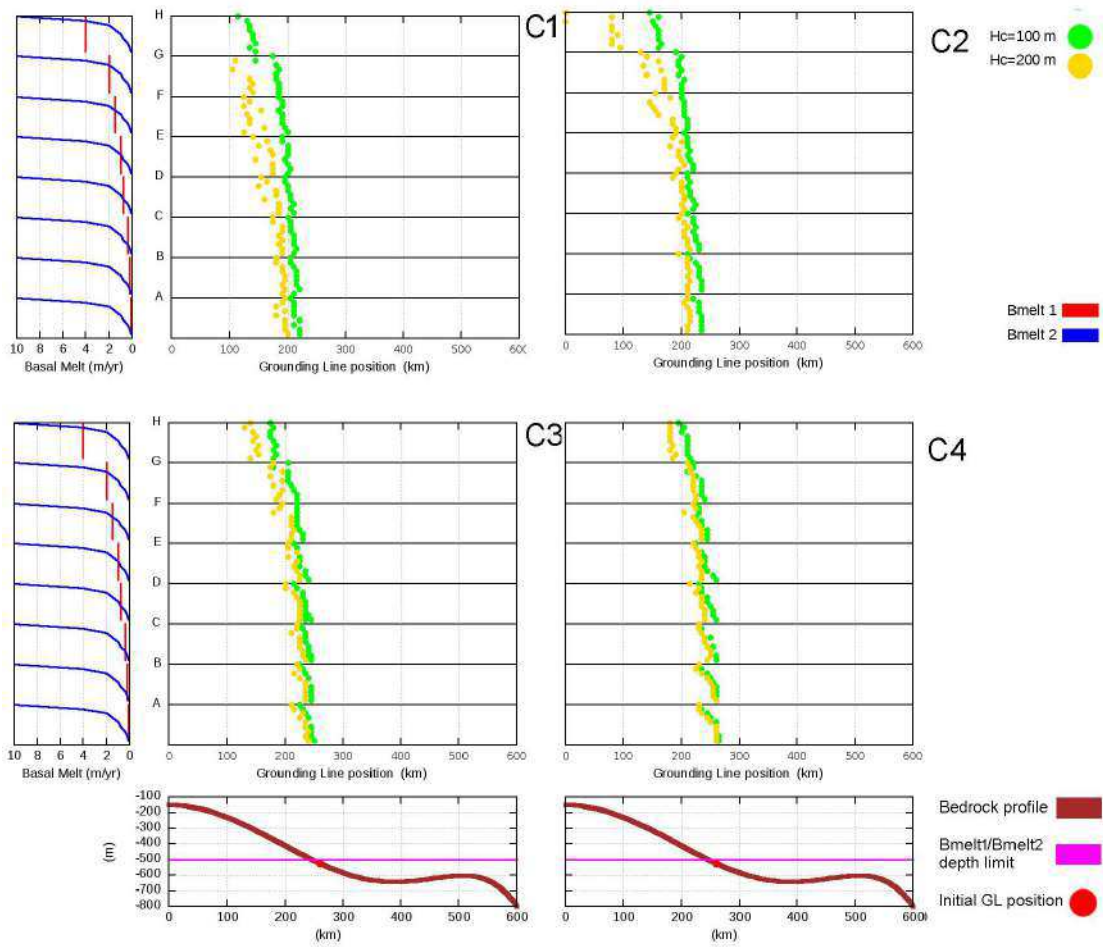 H
G
F
E
D
C
B
A
C1
C2
Hc=100 m
Hc=200 m
Bmelt 1
Bmelt 2
10 8 6 4 2 0
Basal Melt (m/yr)
0 100 200 300 400 500 600
Grounding Line position (km)
0 100 200 300 400 500 600
Grounding Line position (km)
H
G
F
E
D
C
B
A
C3
C4
10 8 6 4 2 0
Basal Melt (m/yr)
0 100 200 300 400 500 600
Grounding Line position (km)
0 100 200 300 400 500 600
Grounding Line position (km)
-100
-200
-300
-400
-500
-600
-700
-800
(m)
0 100 200 300 400 500 600
(km)
0 100 200 300 400 500 600
(km)
Bedrock profile
Bmelt1/Bmelt2
depth limit
Initial GL position